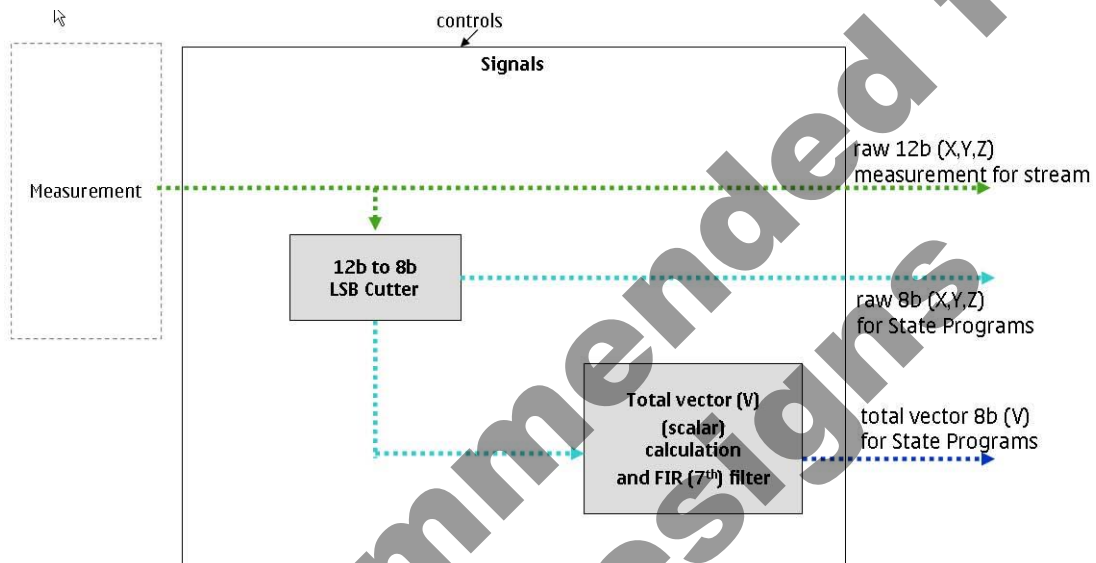 controls
Signals
raw 12b (X,Y,Z)
measurement for stream
Measurement
12b to 8b
LSB Cutter
raw 8b (X,Y,Z)
for State Programs
Total vector (V)
(scalar)
calculation
and FIR (7th) filter
total vector 8b (V)
for State Programs